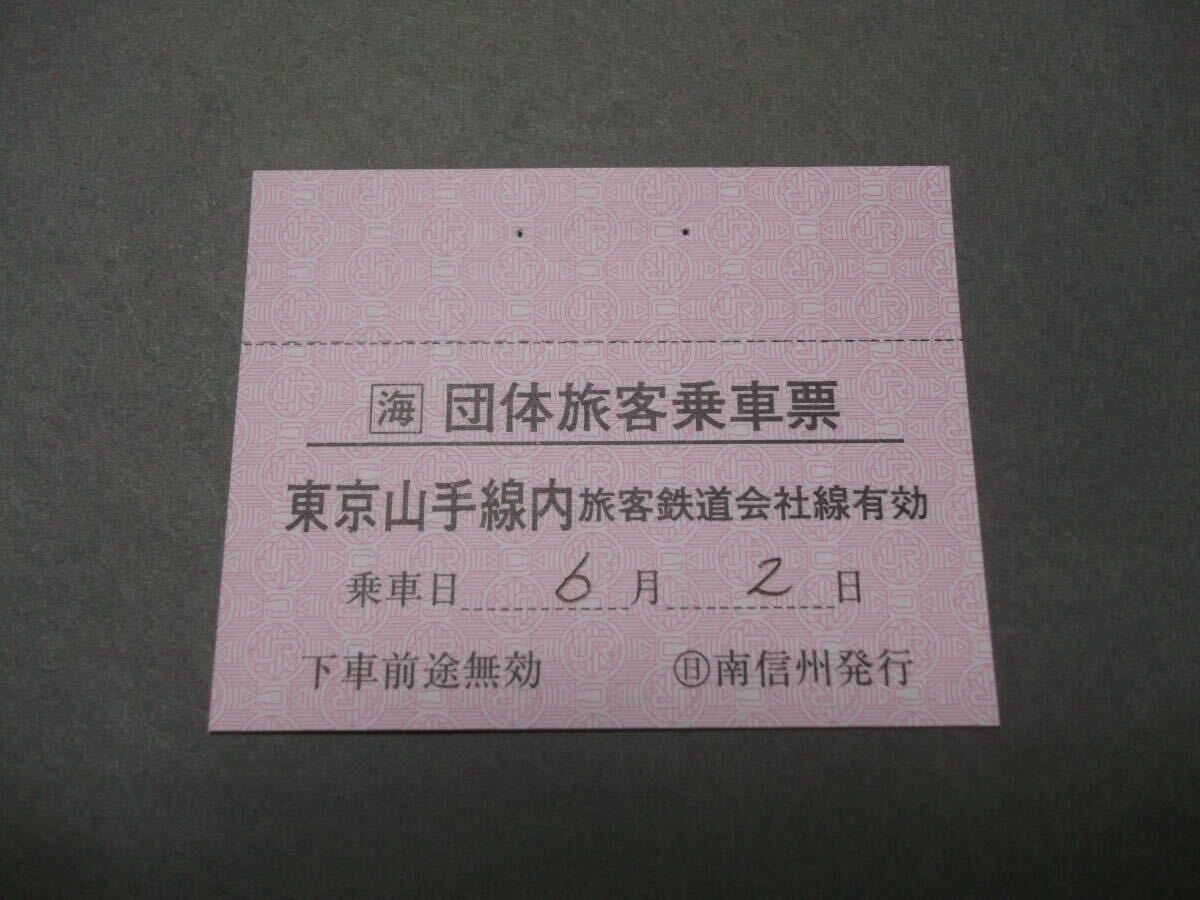 海 団体旅客乗車票
東京山手線内旅客鉄道会社線有効
乗車日 6月 2日
下車前途無効 ㊐南信州発行